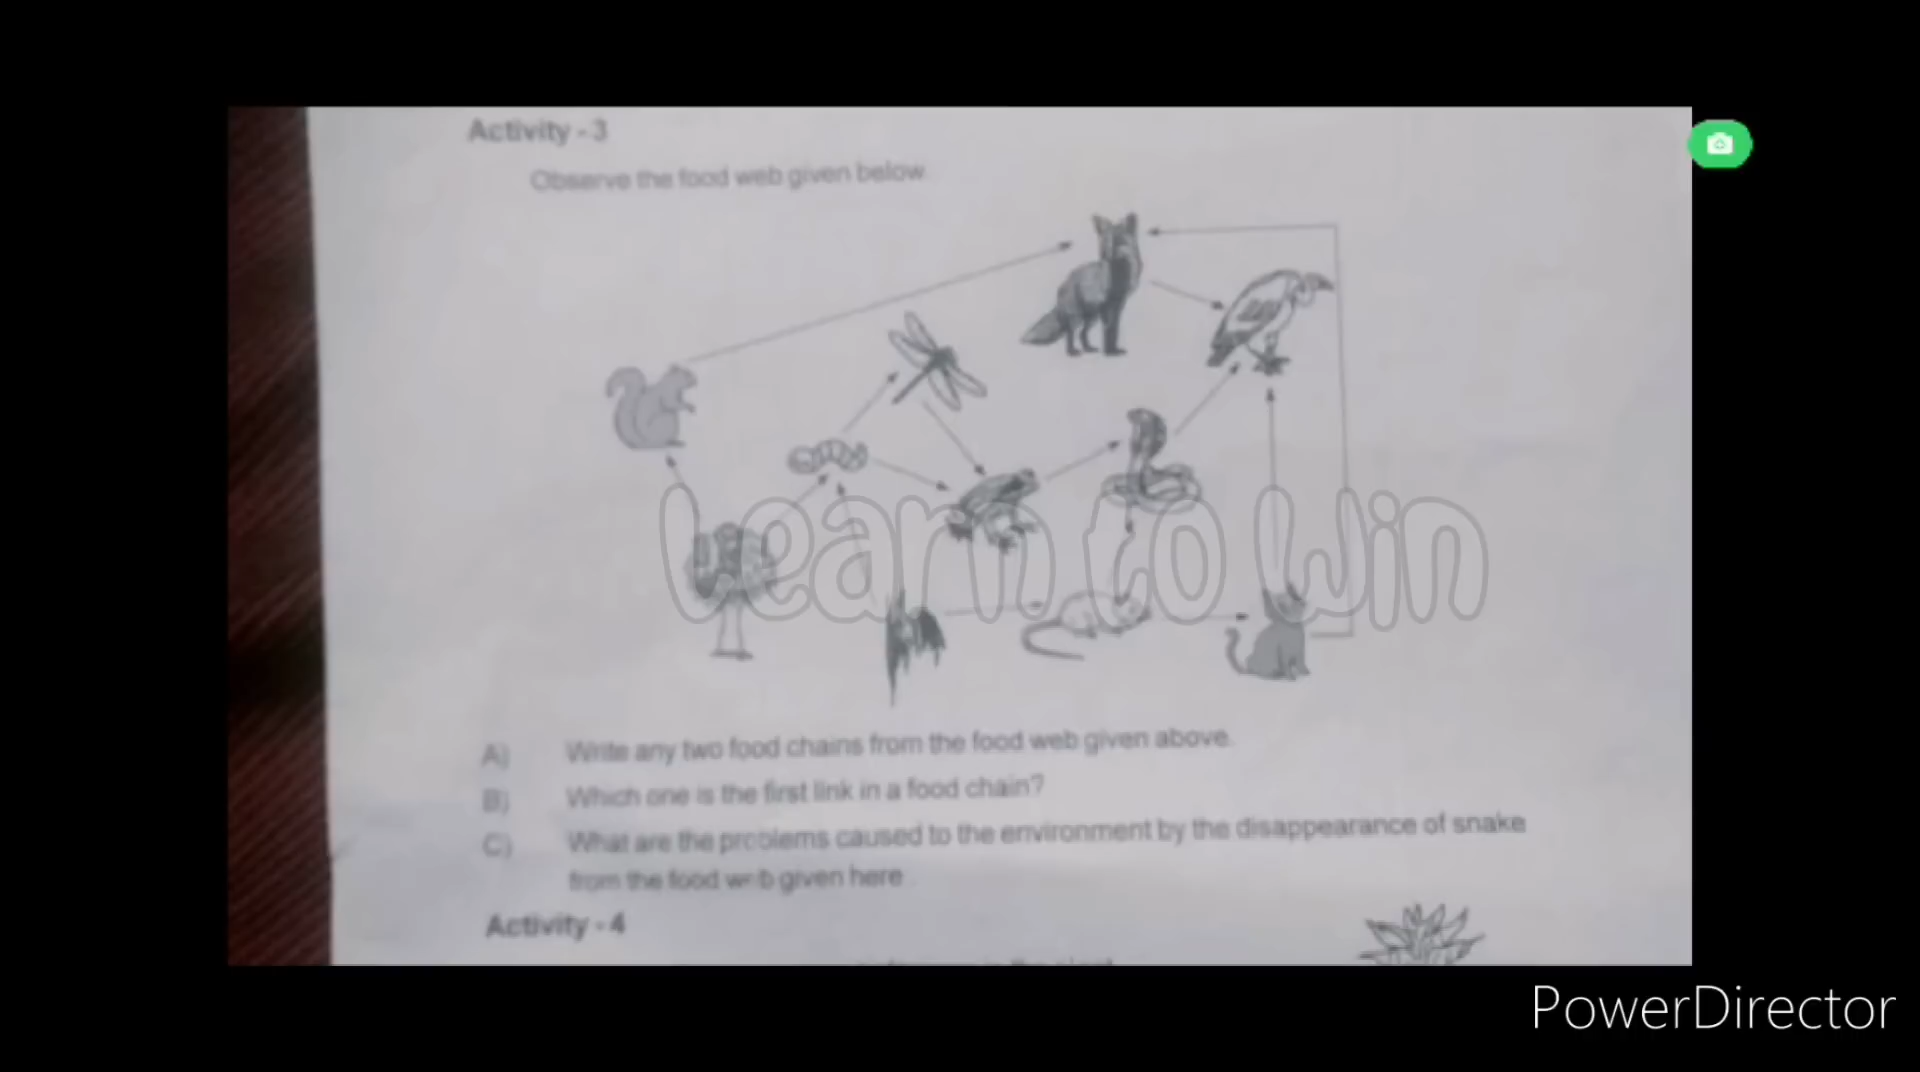 Activity - 3
Observe the food web given below.
Learn to Win
A) Write any two food chains from the food web given above.
B) Which one is the first link in a food chain?
C) What are the problems caused to the environment by the disappearance of snake
from the food web given here
Activity - 4
PowerDirector